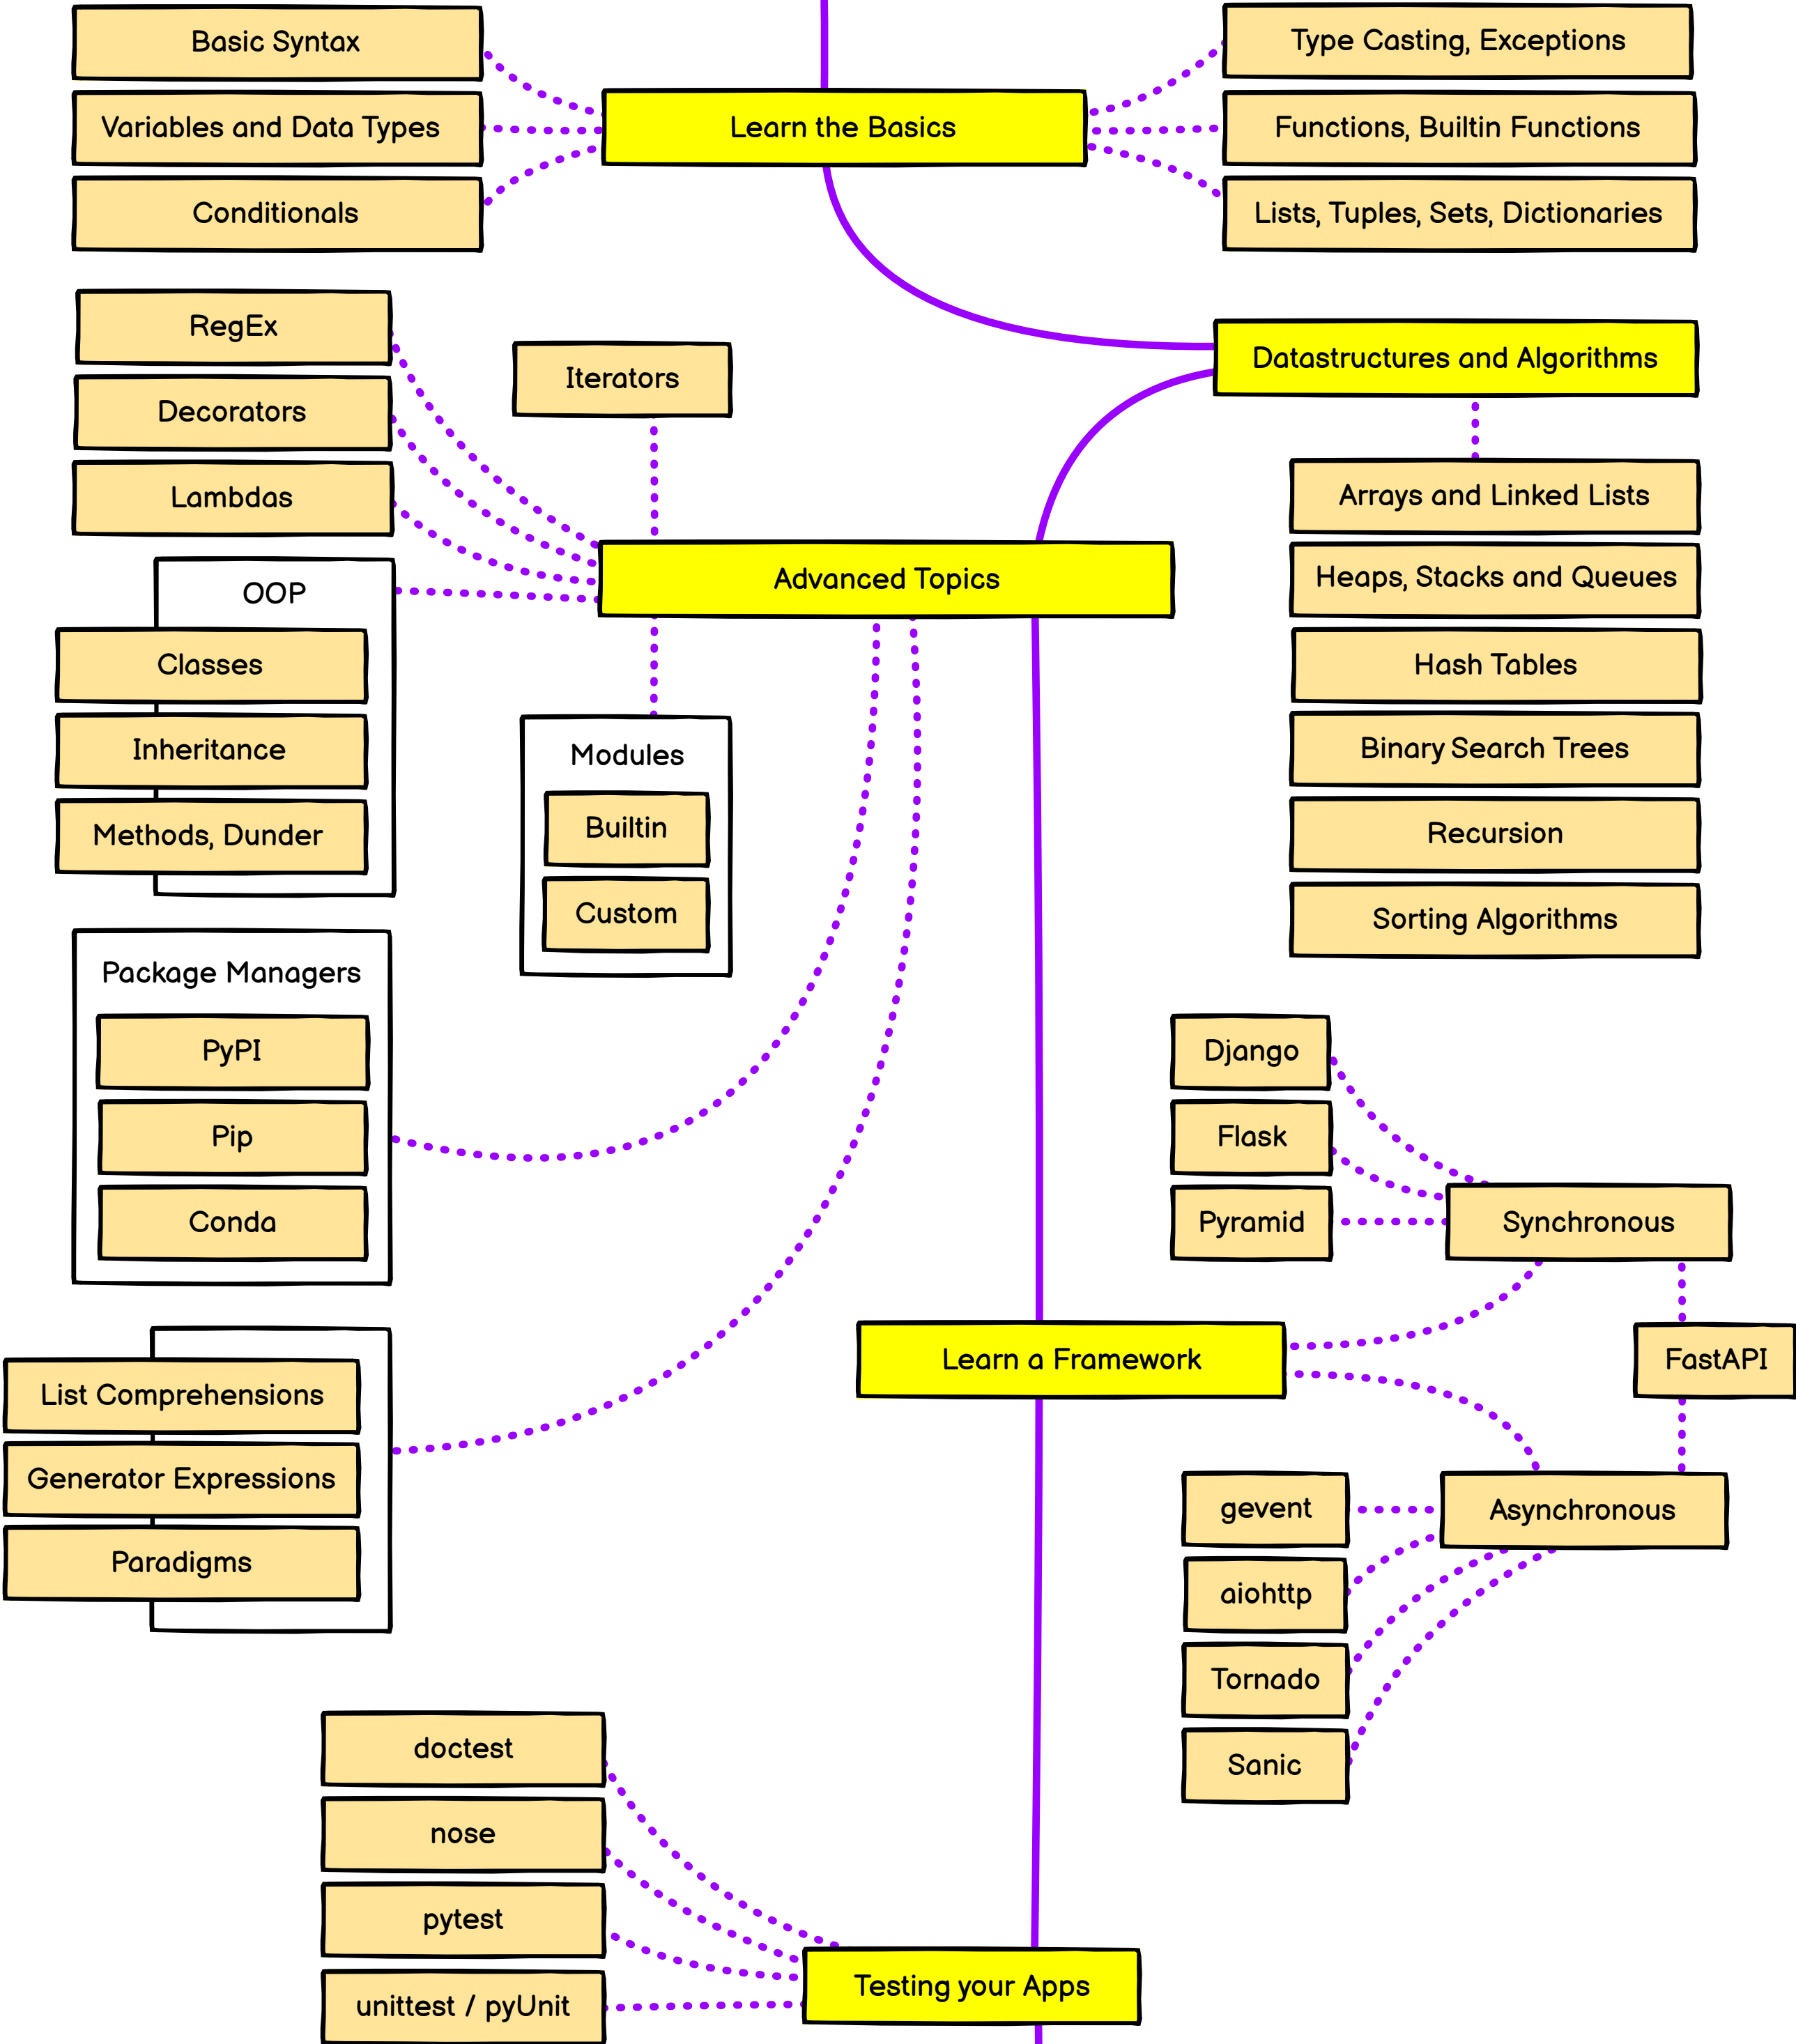 Basic Syntax
Variables and Data Types
Conditionals
Learn the Basics
Type Casting, Exceptions
Functions, Builtin Functions
Lists, Tuples, Sets, Dictionaries
Datastructures and Algorithms
Arrays and Linked Lists
Heaps, Stacks and Queues
Hash Tables
Binary Search Trees
Recursion
Sorting Algorithms
RegEx
Decorators
Lambdas
Iterators
Advanced Topics
OOP
Classes
Inheritance
Methods, Dunder
Modules
Builtin
Custom
Package Managers
PyPI
Pip
Conda
List Comprehensions
Generator Expressions
Paradigms
Django
Flask
Pyramid
Synchronous
Learn a Framework
FastAPI
Asynchronous
gevent
aiohttp
Tornado
Sanic
doctest
nose
pytest
unittest / pyUnit
Testing your Apps